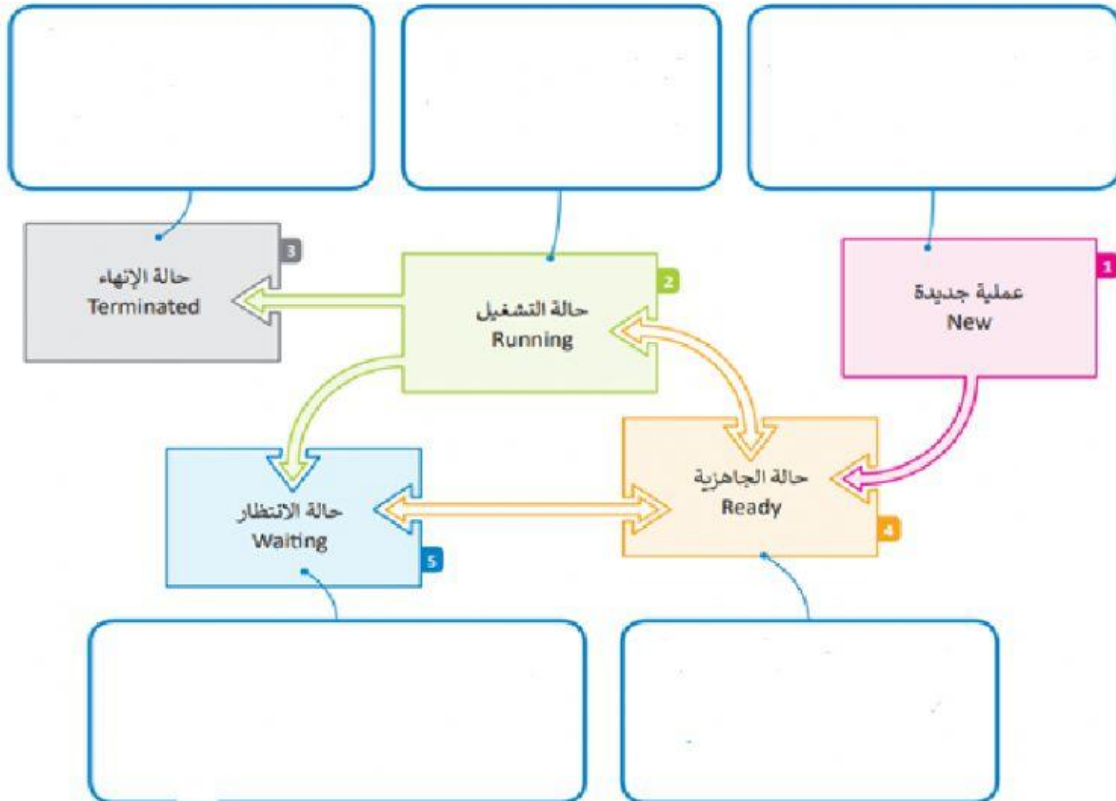 1
عملية جديدة
New
2
حالة التشغيل
Running
3
حالة الإنهاء
Terminated
4
حالة الجاهزية
Ready
5
حالة الانتظار
Waiting